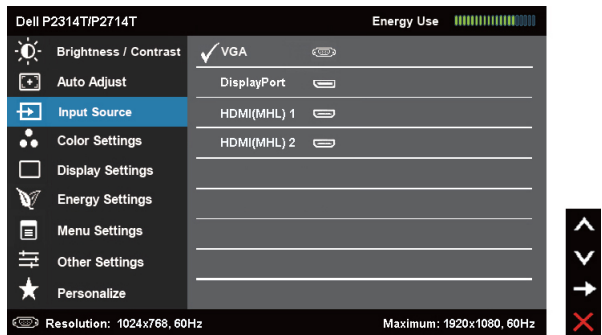 Dell P2314T/P2714T Energy Use
Brightness / Contrast
VGA
Auto Adjust
DisplayPort
Input Source
HDMI(MHL) 1
Color Settings
HDMI(MHL) 2
Display Settings
Energy Settings
Menu Settings
Other Settings
Personalize
Resolution: 1024x768, 60Hz Maximum: 1920x1080, 60Hz